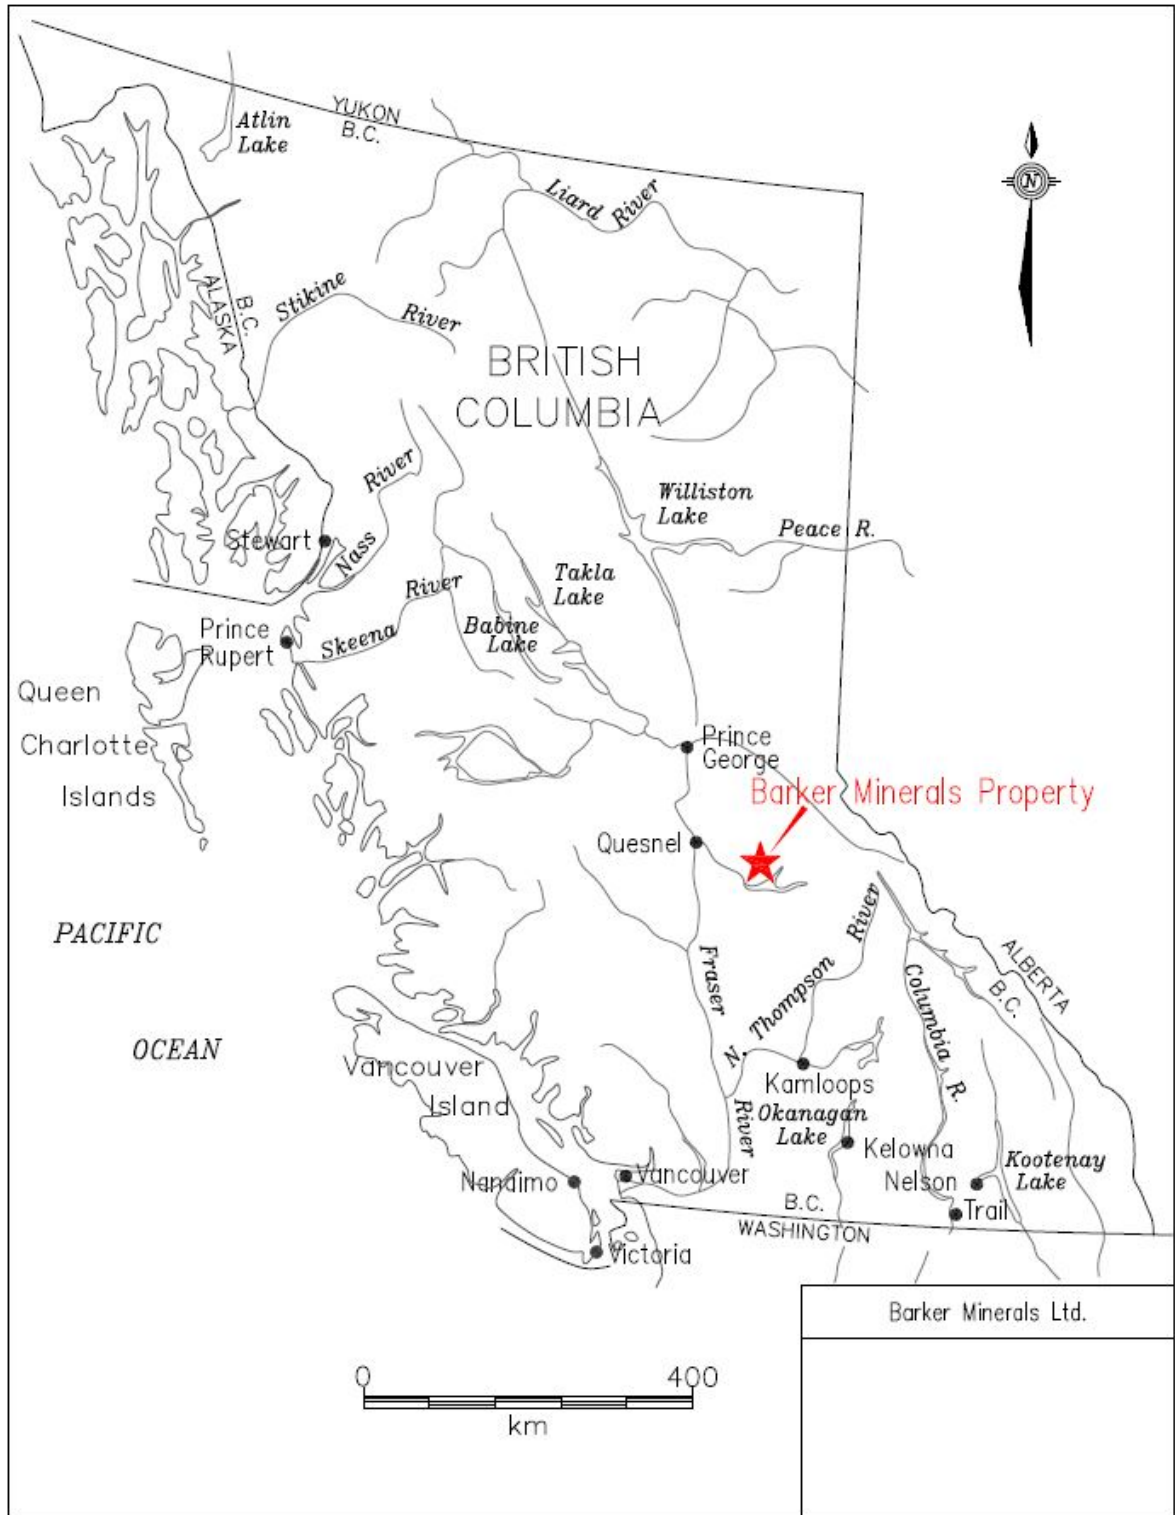 YUKON
B.C.
Atlin
Lake
Liard River
N
ALASKA
B.C.
Stikine River
BRITISH
COLUMBIA
Nass River
Williston
Lake
Peace R.
Stewart
Takla
Lake
Skeena River
Babine
Lake
Prince
Rupert
Queen
Charlotte
Islands
Prince
George
Barker Minerals Property
Quesnel
PACIFIC
OCEAN
Fraser River
N. Thompson River
Columbia R.
ALBERTA
B.C.
Vancouver
Island
Kamloops
Okanagan
Lake
Kelowna
Kootenay
Lake
Nelson
Trail
Nanaimo
Vancouver
B.C.
WASHINGTON
Victoria
Barker Minerals Ltd.
0 400
km